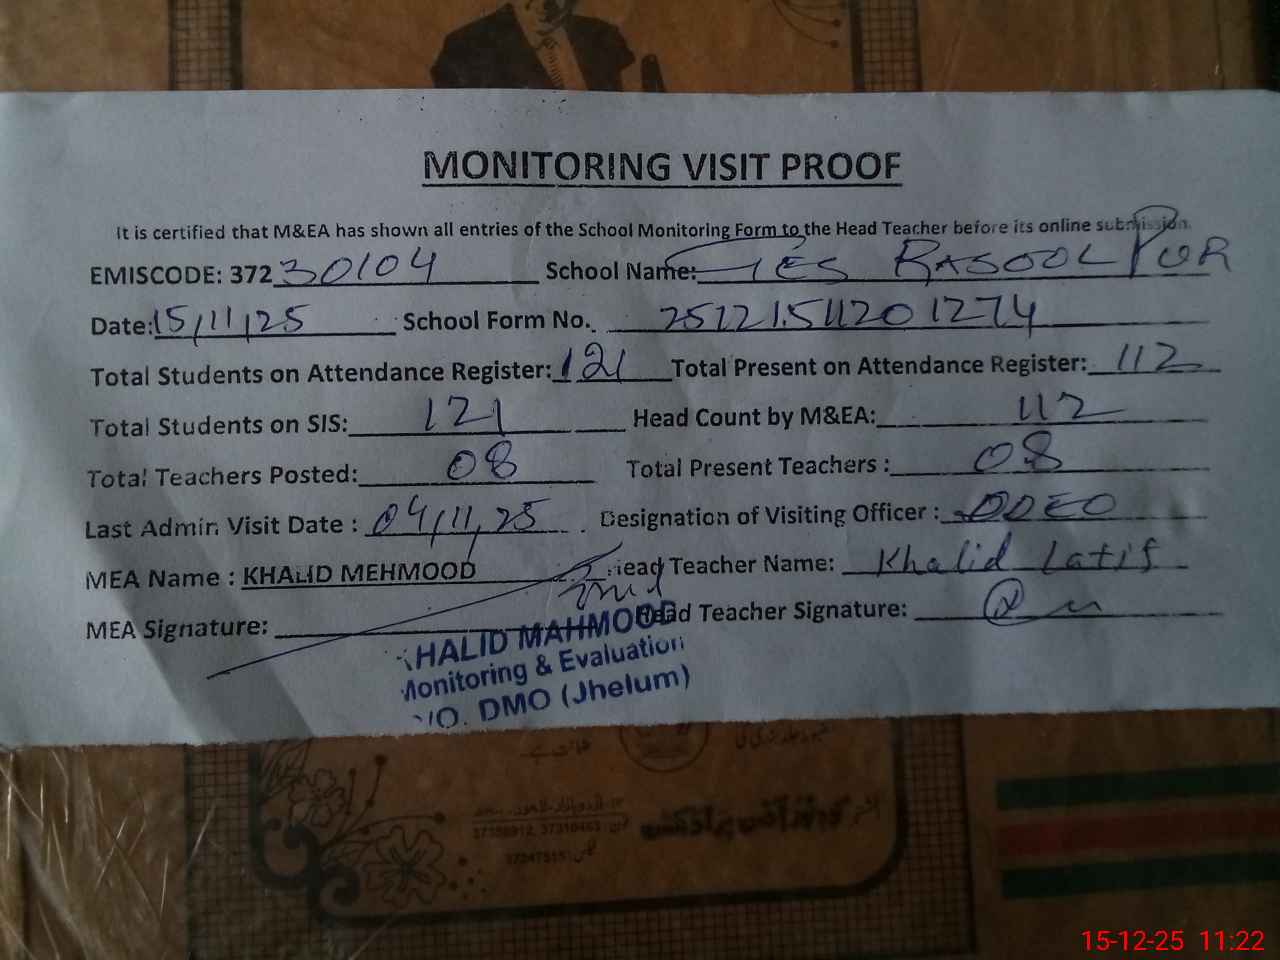 MONITORING VISIT PROOF
It is certified that M&EA has shown all entries of the School Monitoring Form to the Head Teacher before its online submission.
EMISCODE: 37230104 School Name: GES RASOOL PUR
Date: 15/11/25 School Form No. 25121511201274
Total Students on Attendance Register: 121 Total Present on Attendance Register: 112
Total Students on SIS: 121 Head Count by M&EA: 112
Total Teachers Posted: 08 Total Present Teachers : 08
Last Admin Visit Date : 04/11/25 Designation of Visiting Officer : DDEO
MEA Name : KHALID MEHMOOD Head Teacher Name: Khalid Latif
MEA Signature: Head Teacher Signature:
KHALID MAHMOOD
Monitoring & Evaluation
O. DMO (Jhelum)
37310463
15-12-25 11:22